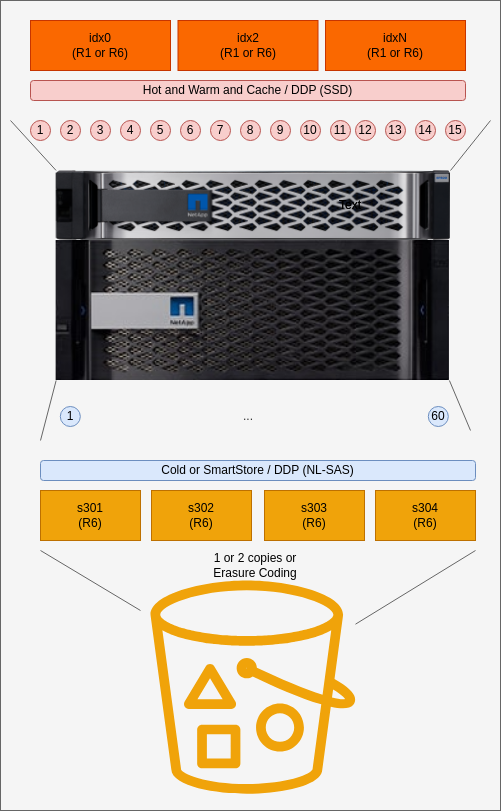 idx0
(R1 or R6)
idx2
(R1 or R6)
idxN
(R1 or R6)
Hot and Warm and Cache / DDP (SSD)
1 2 3 4 5 6 7 8 9 10 11 12 13 14 15
Text
NetApp
NetApp
1 ... 60
Cold or SmartStore / DDP (NL-SAS)
s301
(R6)
s302
(R6)
s303
(R6)
s304
(R6)
1 or 2 copies or
Erasure Coding